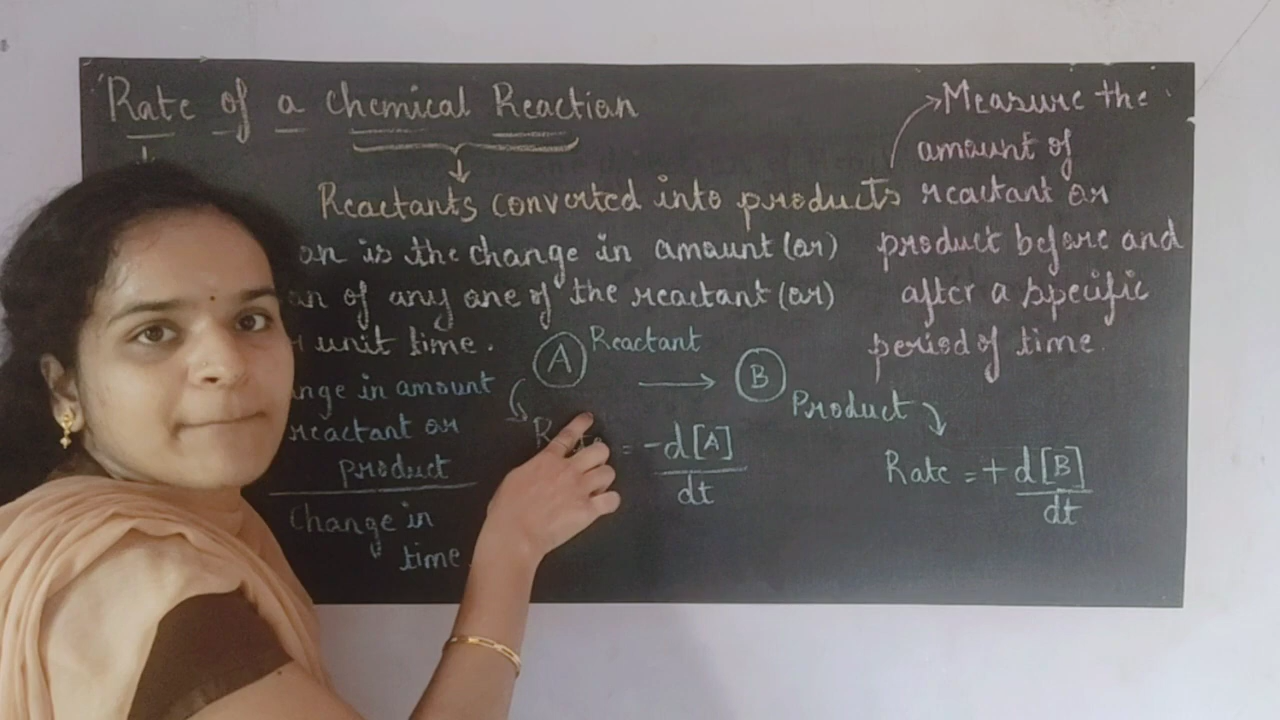 Rate of a Chemical Reaction
Reactants converted into products
is the change in amount (or)
of any one of the reactant (or)
unit time.
in amount
reactant or
product
Change in
time.
A Reactant → B
Product
= -d[A]
dt
Rate = + d[B]
dt
Measure the
amount of
reactant or
product before and
after a specific
period of time.